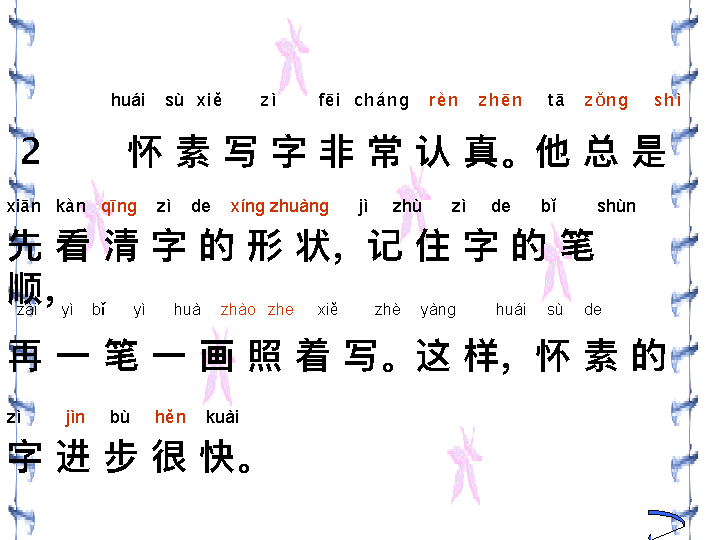 huái sù xiě zì fēi cháng rèn zhēn tā zǒng shì
2 怀素写字非常认真。他总是
xiān kàn qīng zì de xíng zhuàng jì zhù zì de bǐ shùn
先看清字的形状，记住字的笔
顺，
zài yì bǐ yì huà zhào zhe xiě zhè yàng huái sù de
再一笔一画照着写。这样，怀素的
zì jìn bù hěn kuài
字进步很快。